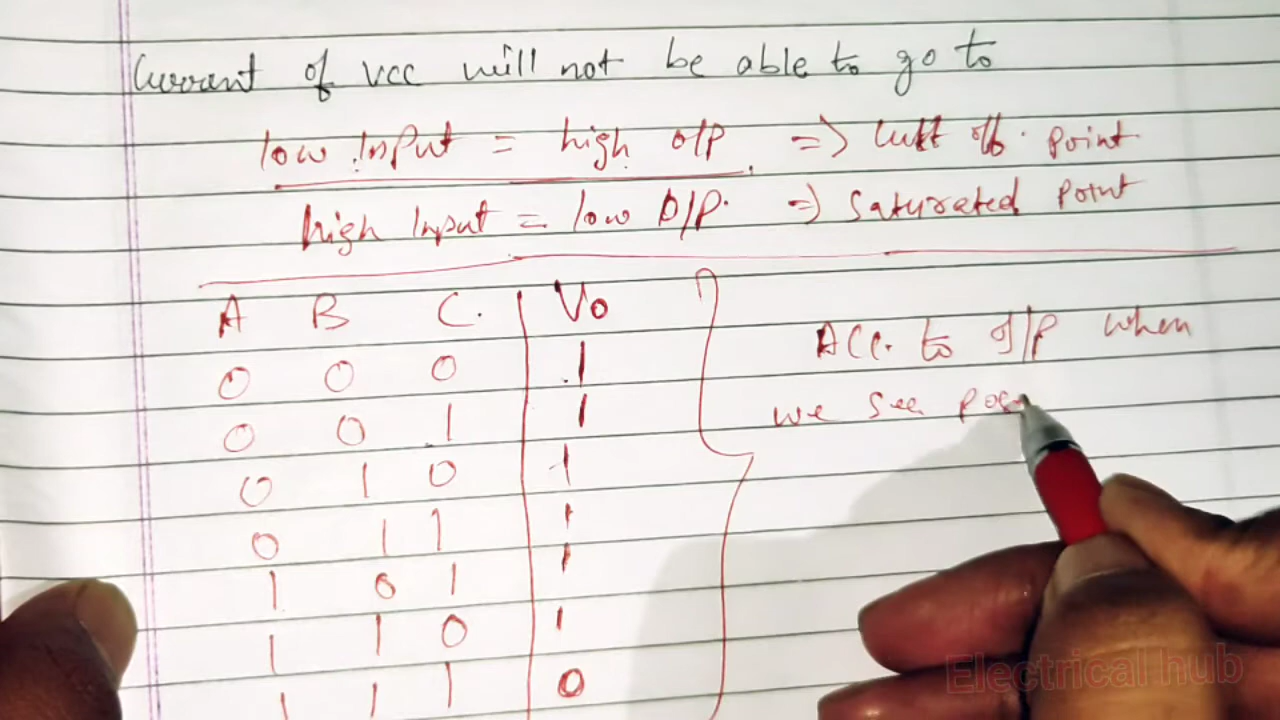 Current of vcc will not be able to go to
low Input = high O/P => Cutt off. point
high Input = low O/P. => Saturated Point
A B C. Vo
0 0 0 1
0 0 1 1
0 1 0 1
0 1 1 1
1 0 1 1
1 1 0 1
1 1 1 0
Acc. to O/P when
we see
Electrical hub